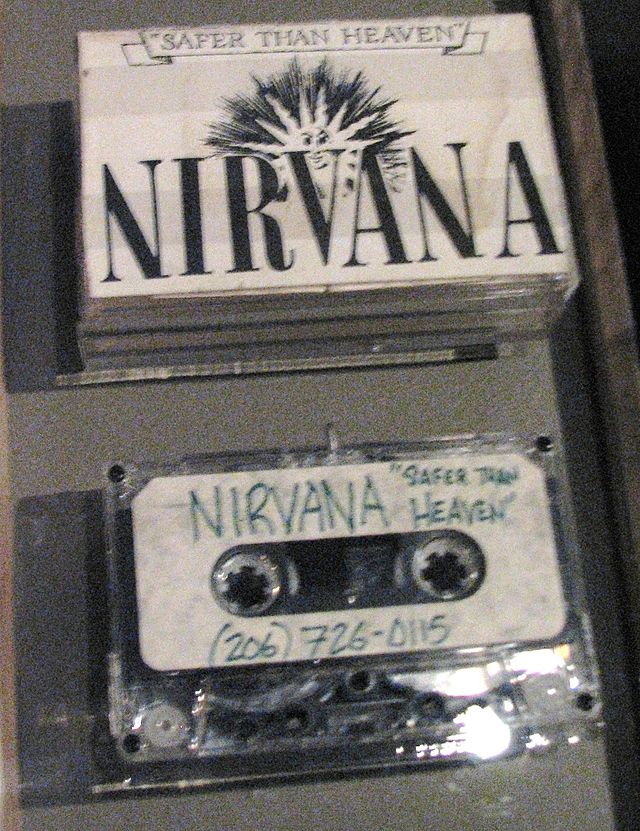 "SAFER THAN HEAVEN"
NIRVANA
NIRVANA "SAFER THAN
HEAVEN"
(206) 726-0115